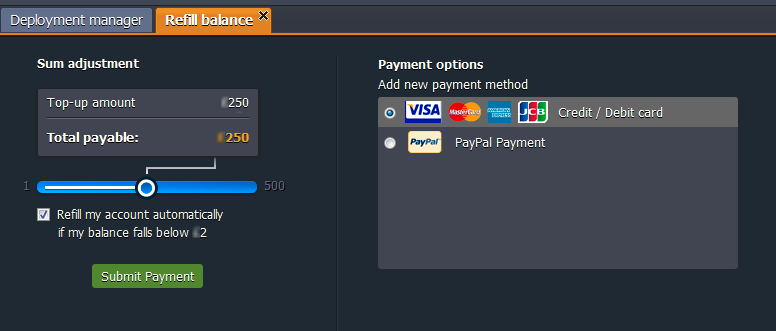 Deployment manager
Refill balance
Sum adjustment
Top-up amount 250
Total payable: 250
1 500
Refill my account automatically
if my balance falls below 2
Submit Payment
Payment options
Add new payment method
VISA MasterCard AMERICAN EXPRESS JCB Credit / Debit card
PayPal PayPal Payment